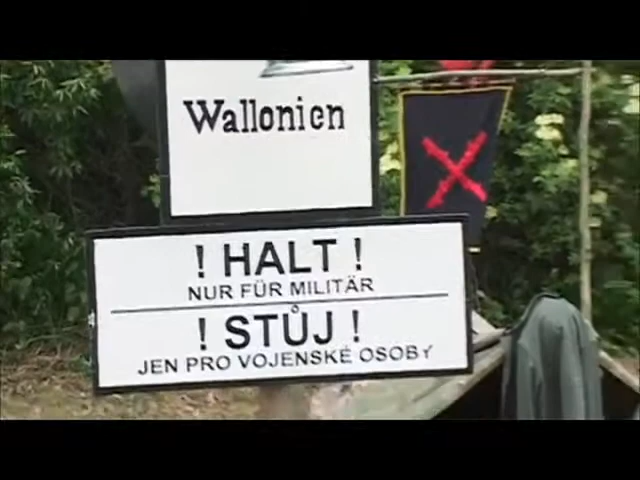 Wallonien
! HALT !
NUR FÜR MILITÄR
! STŮJ !
JEN PRO VOJENSKÉ OSOBY